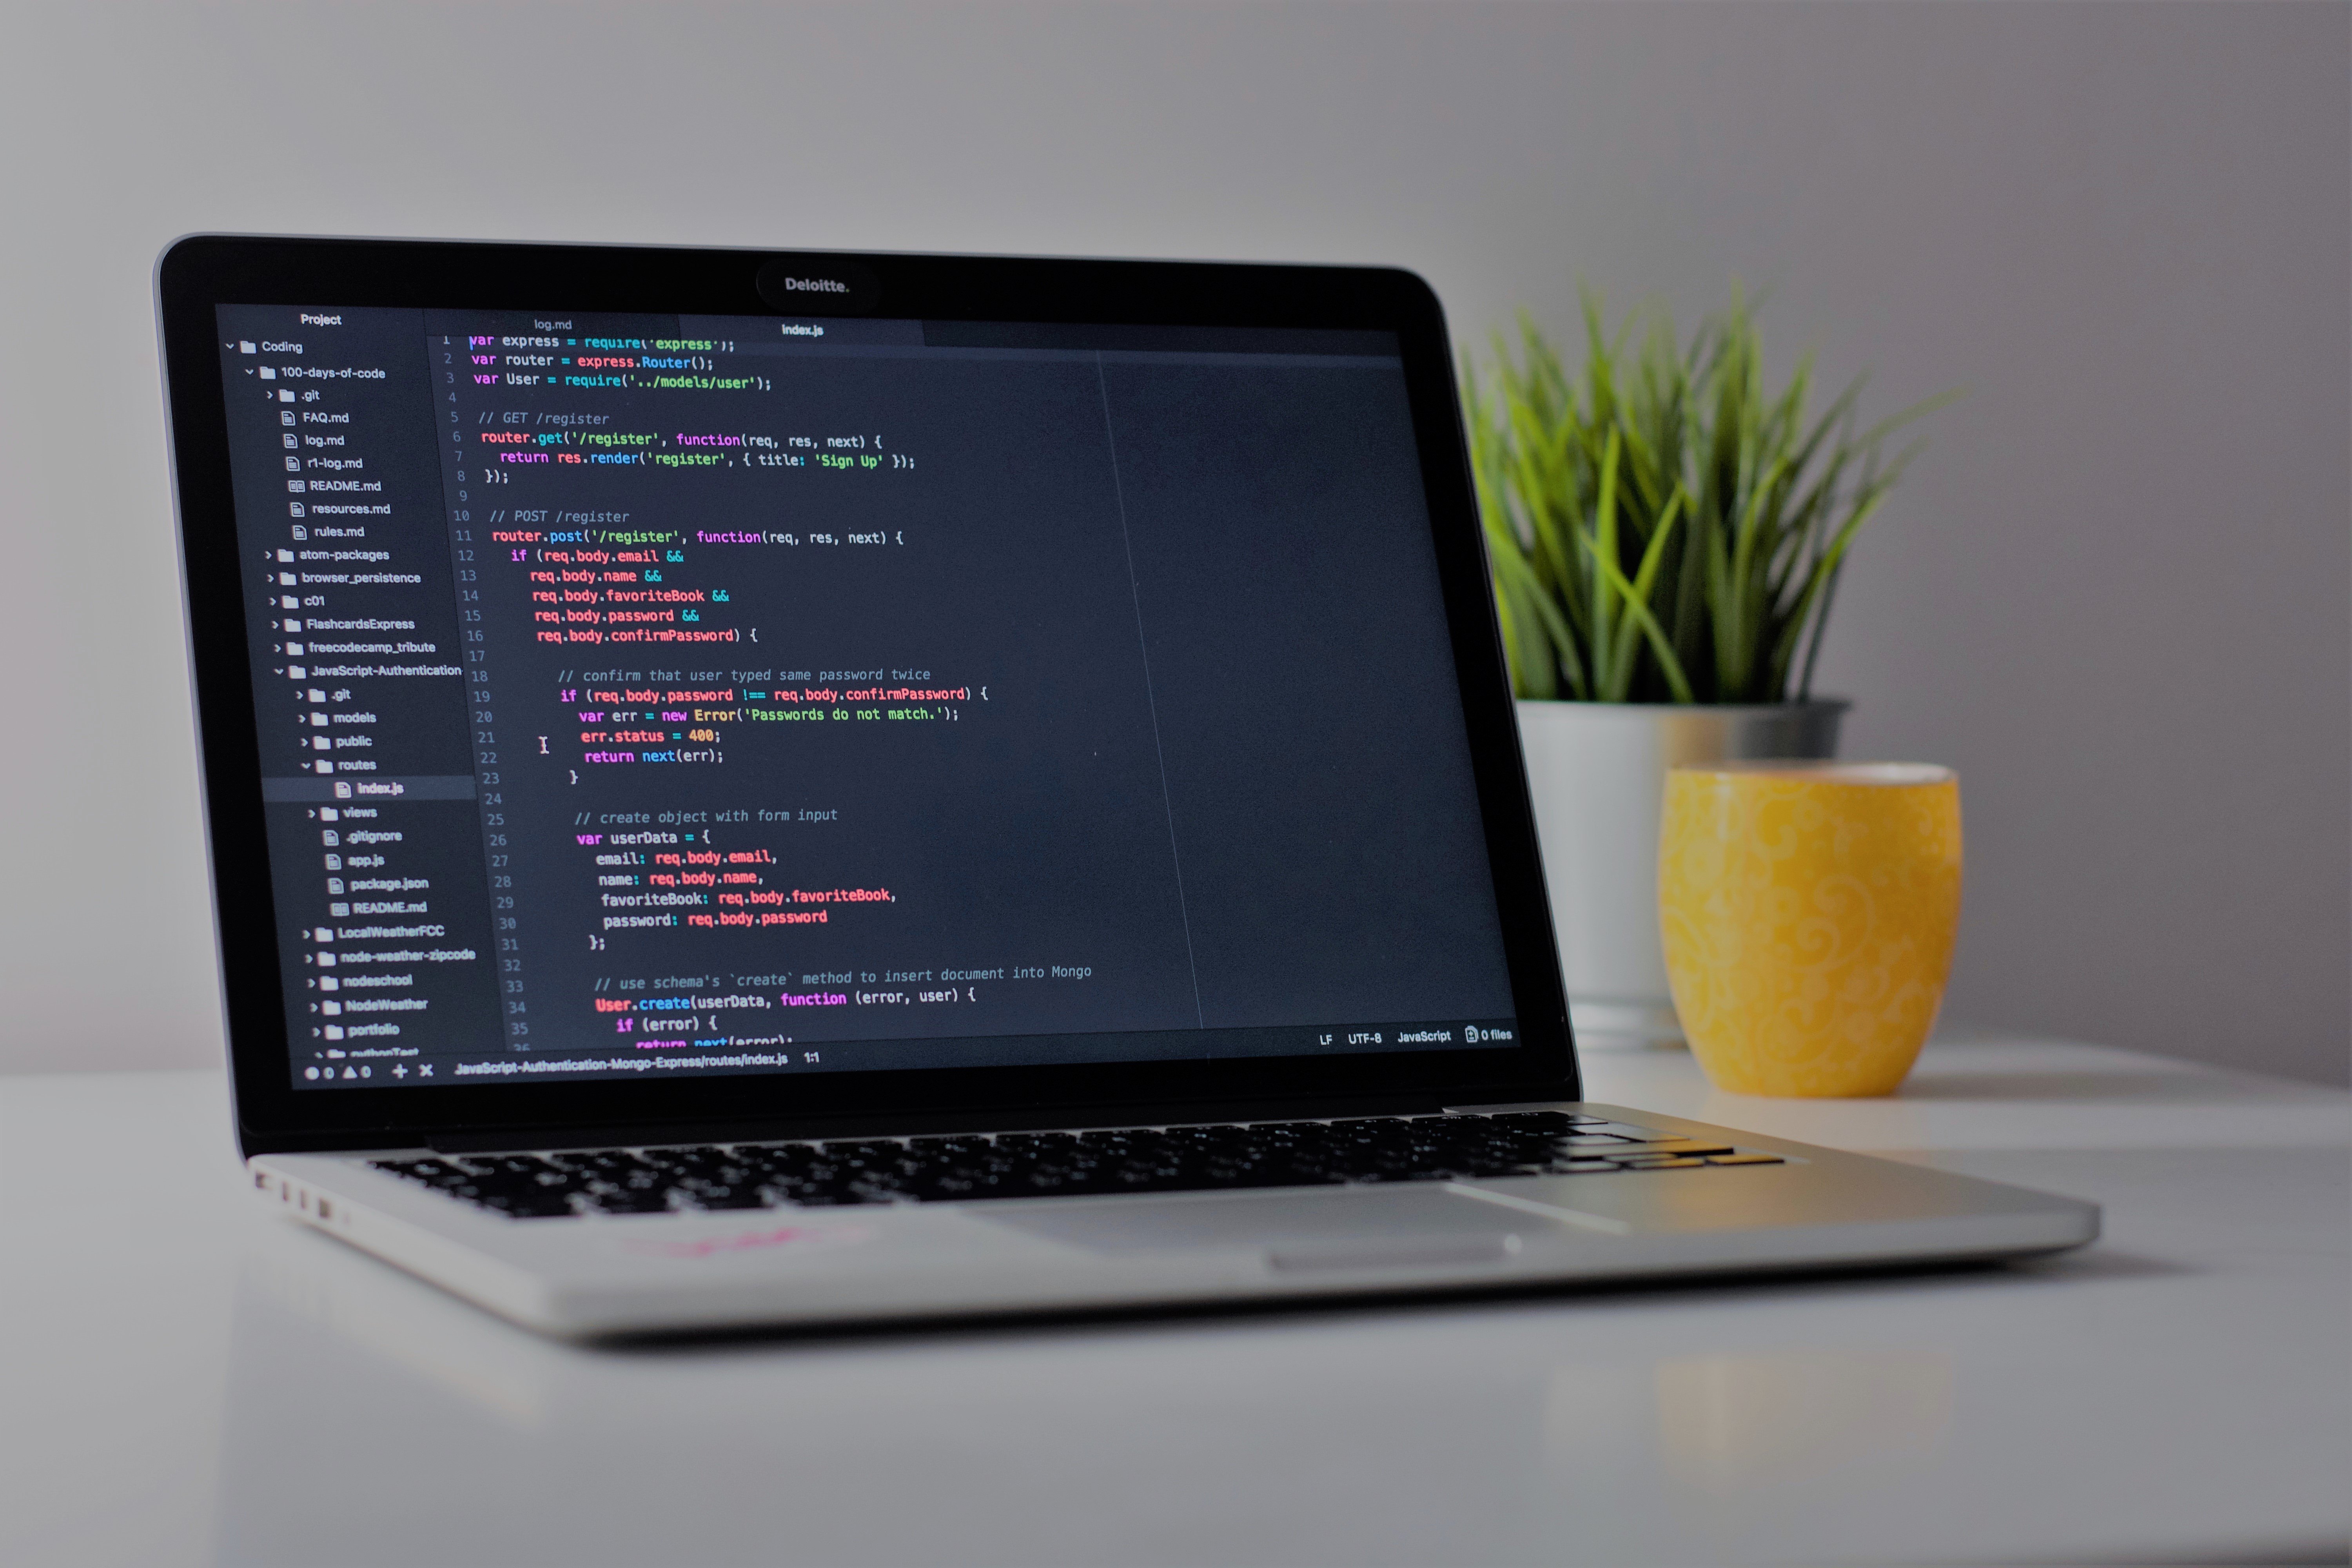 Deloitte.
Project
log.md
index.js
Coding
100-days-of-code
.git
FAQ.md
log.md
r1-log.md
README.md
resources.md
rules.md
atom-packages
browser_persistence
c01
FlashcardsExpress
freecodecamp_tribute
JavaScript-Authentication
.git
models
public
routes
index.js
views
.gitignore
app.js
package.json
README.md
LocalWeatherFCC
node-weather-zipcode
nodeschool
NodeWeather
portfolio
pythonTest
1 var express = require('express');
2 var router = express.Router();
3 var User = require('../models/user');
4
5 // GET /register
6 router.get('/register', function(req, res, next) {
7 return res.render('register', { title: 'Sign Up' });
8 });
9
10 // POST /register
11 router.post('/register', function(req, res, next) {
12 if (req.body.email &&
13 req.body.name &&
14 req.body.favoriteBook &&
15 req.body.password &&
16 req.body.confirmPassword) {
17
18 // confirm that user typed same password twice
19 if (req.body.password !== req.body.confirmPassword) {
20 var err = new Error('Passwords do not match.');
21 err.status = 400;
22 return next(err);
23 }
24
25 // create object with form input
26 var userData = {
27 email: req.body.email,
28 name: req.body.name,
29 favoriteBook: req.body.favoriteBook,
30 password: req.body.password
31 };
32
33 // use schema's `create` method to insert document into Mongo
34 User.create(userData, function (error, user) {
35 if (error) {
36 return next(error);
0 0 + × JavaScript-Authentication-Mongo-Express/routes/index.js 1:1
LF UTF-8 JavaScript 0 files